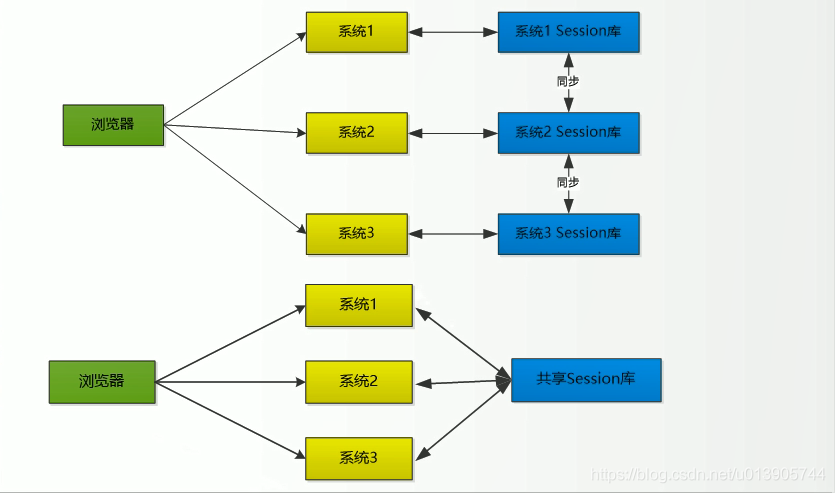 系统1
系统1 Session库
同步
浏览器
系统2
系统2 Session库
同步
系统3
系统3 Session库
系统1
浏览器
系统2
共享Session库
系统3
https://blog.csdn.net/u013905744